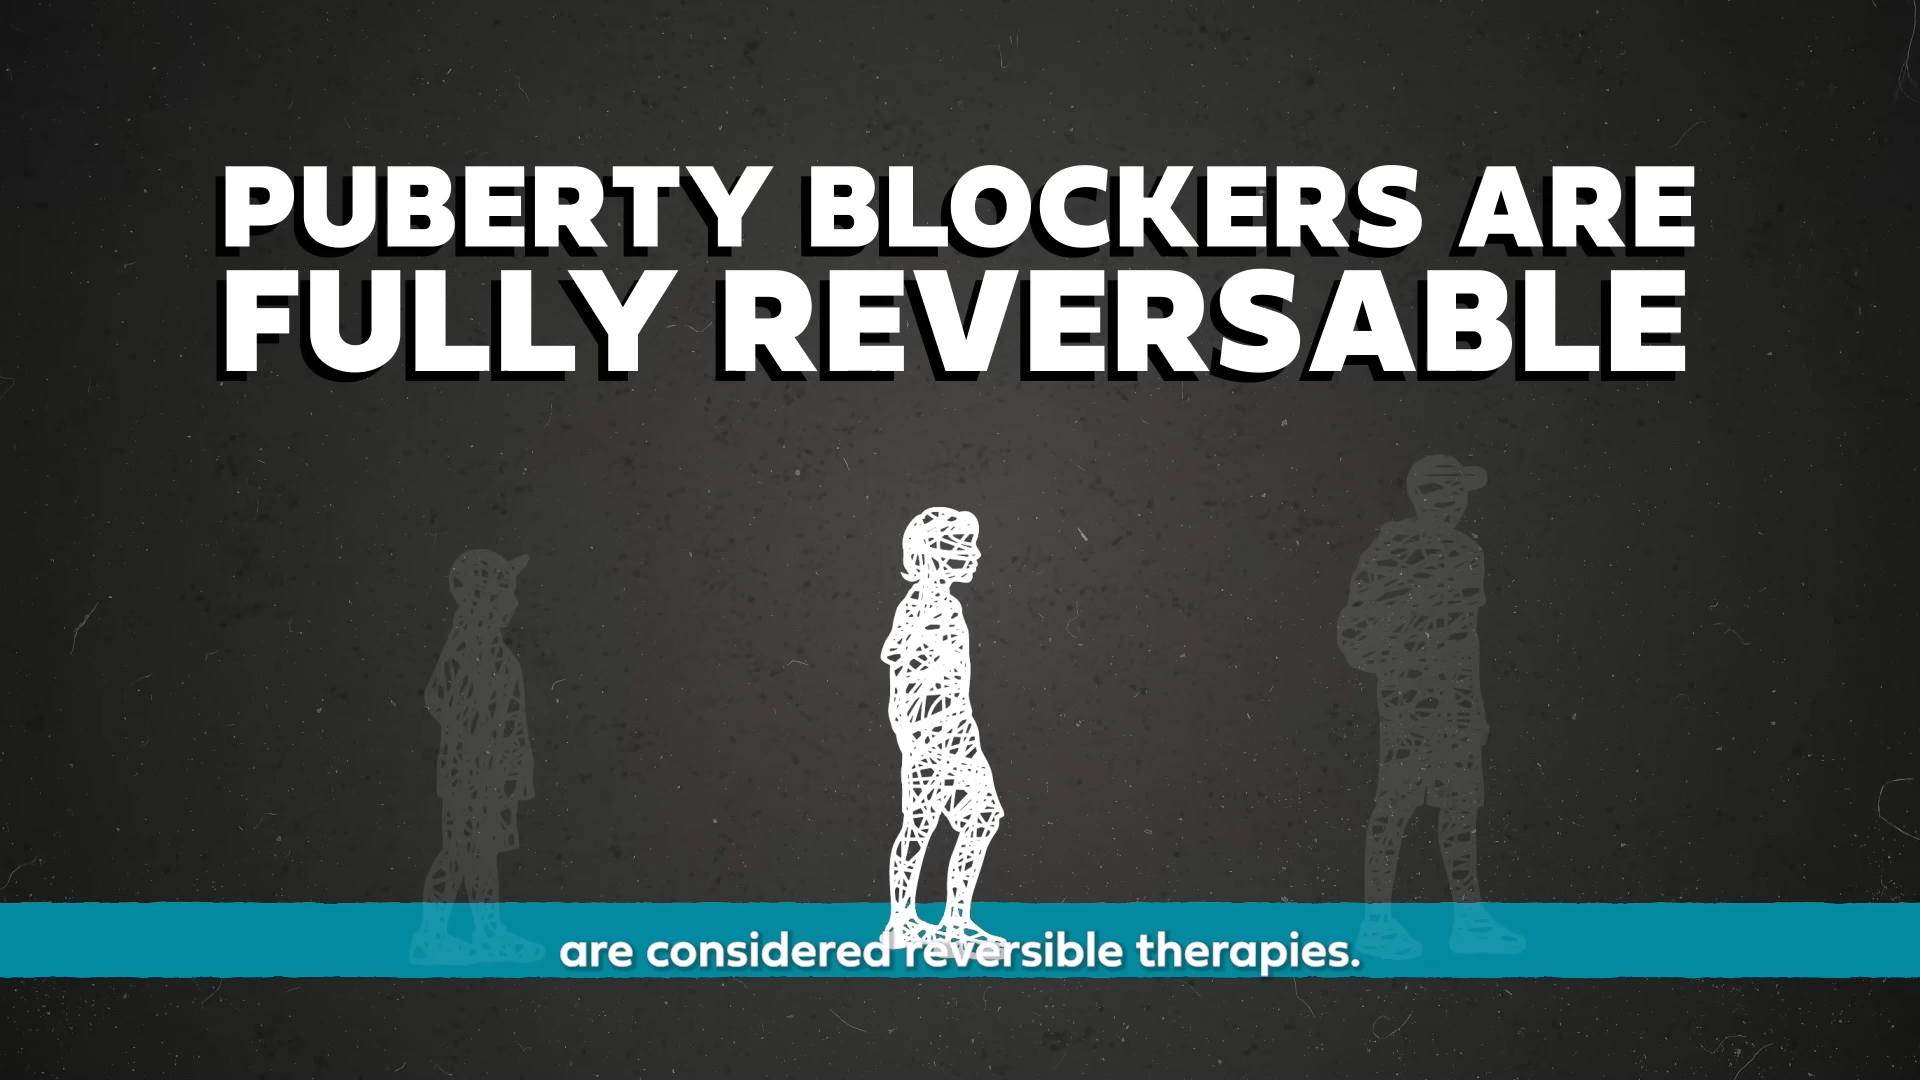 PUBERTY BLOCKERS ARE
FULLY REVERSABLE
are considered reversible therapies.